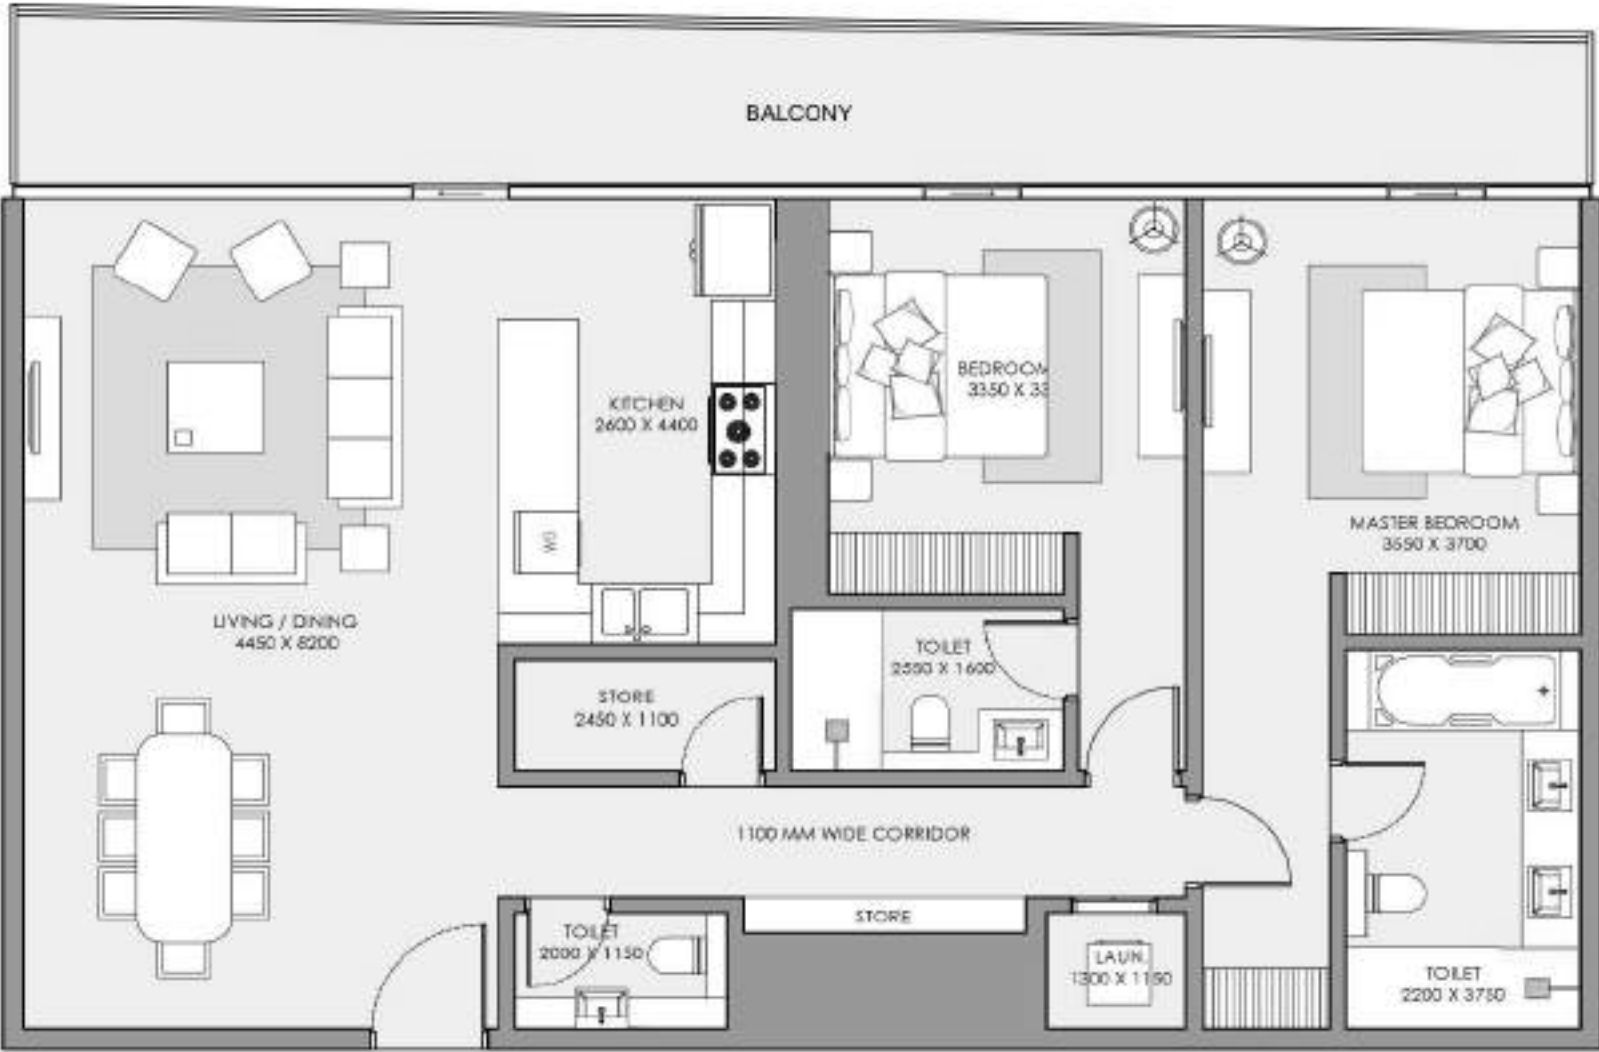 BALCONY
KITCHEN
2600 X 4400
BEDROOM
3350 X 33
MASTER BEDROOM
3550 X 3700
WG
LIVING / DINING
4450 X 8200
TOILET
2550 X 1600
STORE
2450 X 1100
1100 MM WIDE CORRIDOR
STORE
TOILET
2000 X 1150
LAUN.
1300 X 1150
TOILET
2200 X 3750